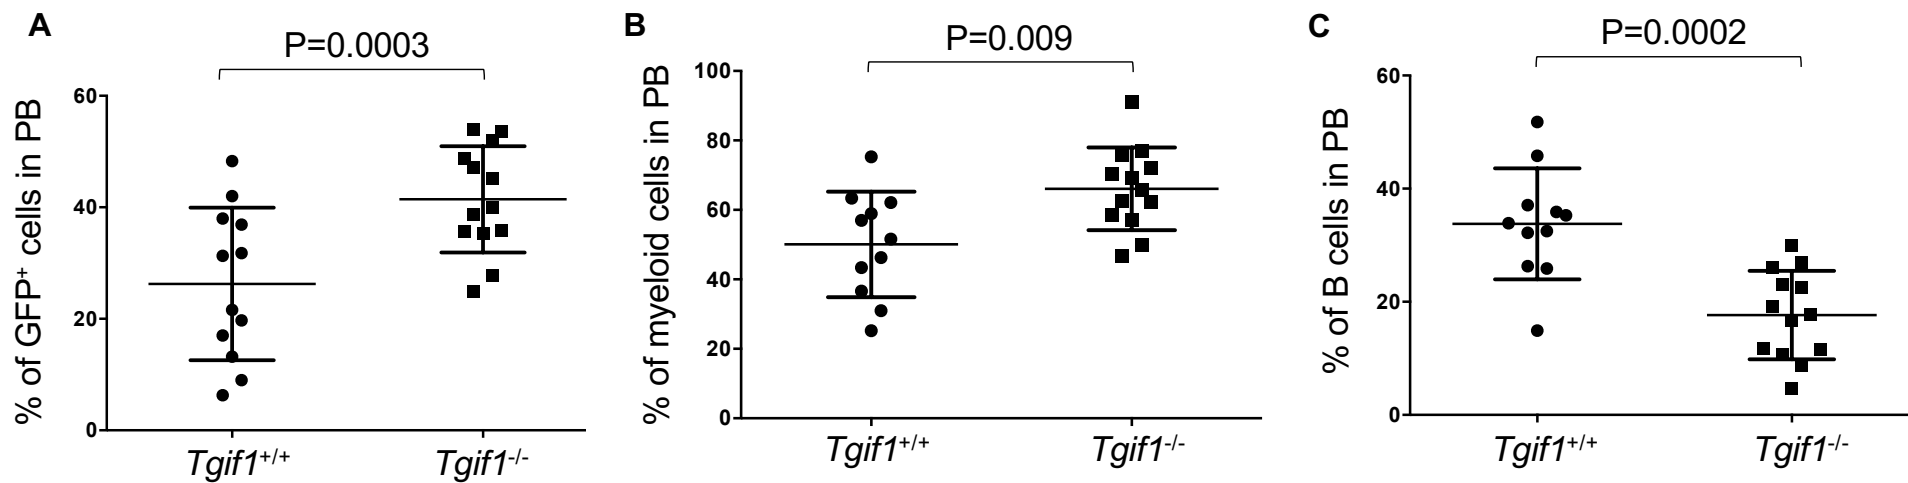 A
P=0.0003
% of GFP⁺ cells in PB
60
40
20
0
Tgif1⁺/⁺
Tgif1⁻/⁻
B
P=0.009
% of myeloid cells in PB
100
80
60
40
20
0
Tgif1⁺/⁺
Tgif1⁻/⁻
C
P=0.0002
% of B cells in PB
60
40
20
0
Tgif1⁺/⁺
Tgif1⁻/⁻